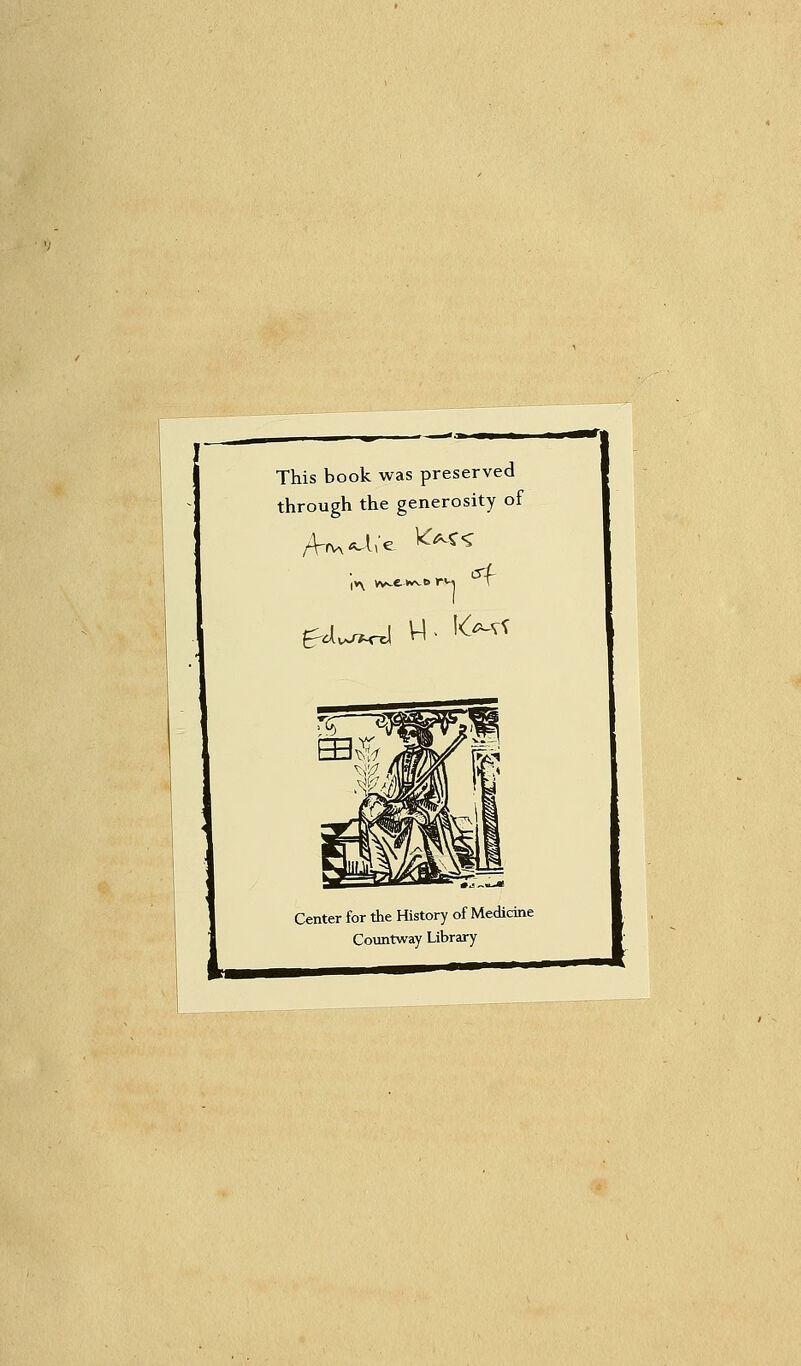 This book was preserved
through the generosity of
Amalie Kass
in memory of
Edward H. Kass
Center for the History of Medicine
Countway Library